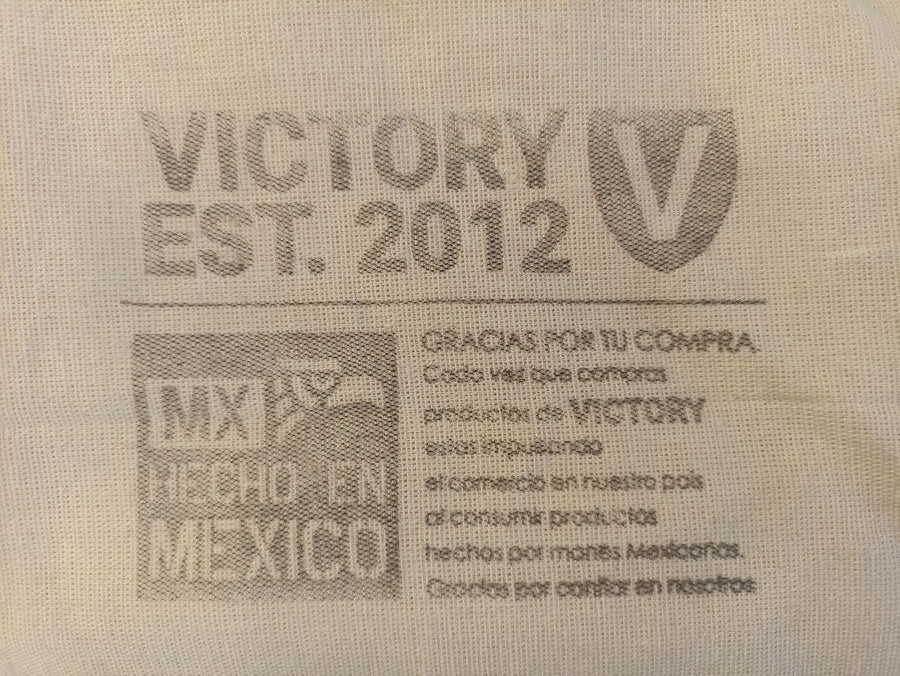 VICTORY V
EST. 2012
MX
HECHO EN
MEXICO
GRACIAS POR TU COMPRA.
Cada vez que compras
productos de VICTORY
estas impulsando
el comercio en nuestro pais
al consumir productos
hechos por manos Mexicanas.
Gracias por confiar en nosotros